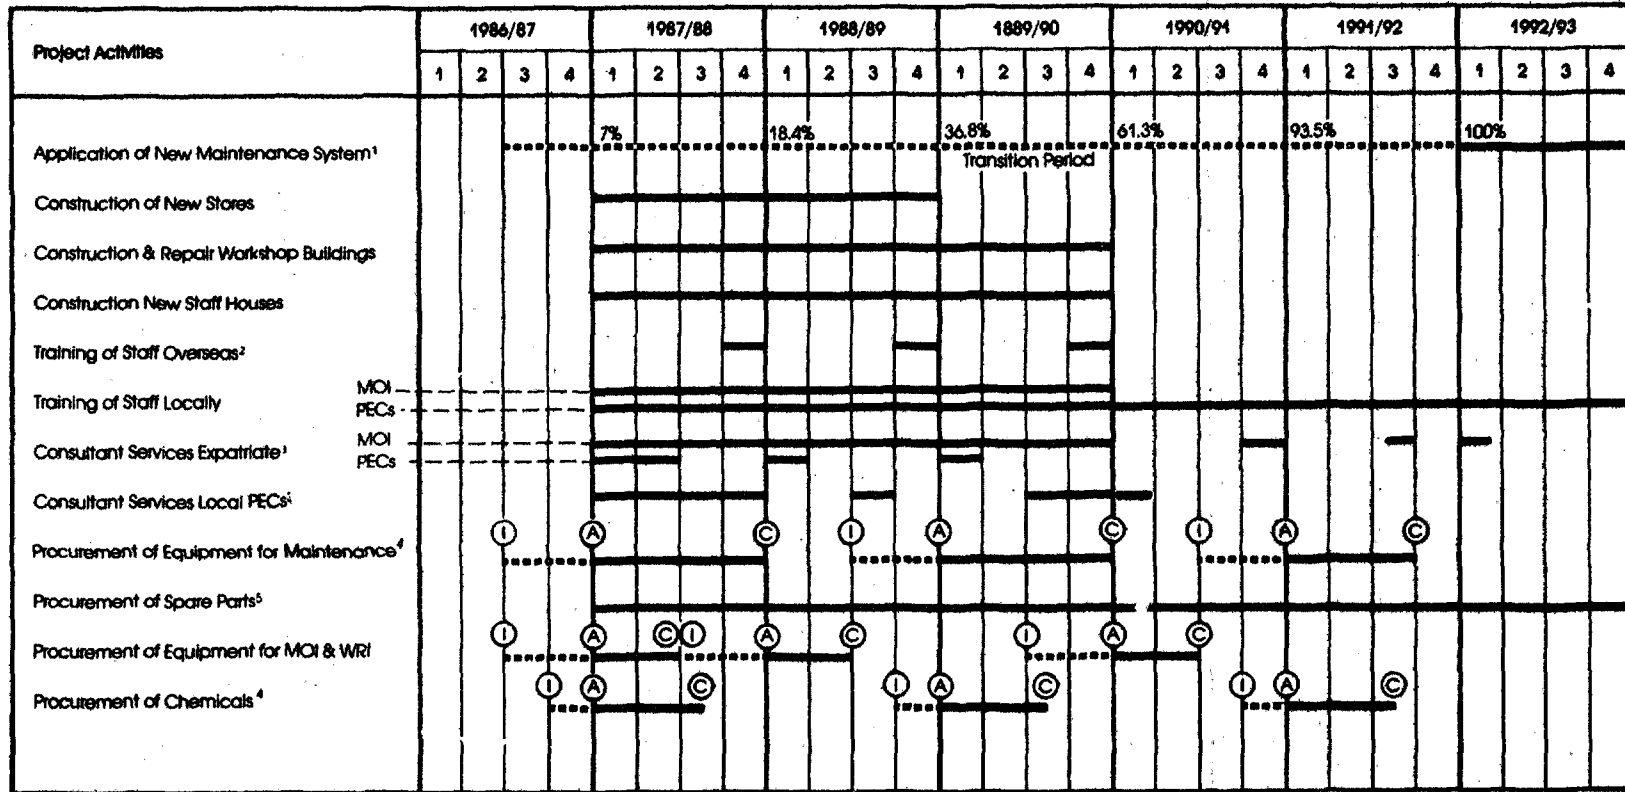 Project Activities
1986/87 1987/88 1988/89 1889/90 1990/91 1991/92 1992/93
1 2 3 4 1 2 3 4 1 2 3 4 1 2 3 4 1 2 3 4 1 2 3 4 1 2 3 4
7% 18.4% 36.8% 61.3% 93.5% 100%
Application of New Maintenance System¹
Transition Period
Construction of New Stores
Construction & Repair Workshop Buildings
Construction New Staff Houses
Training of Staff Overseas²
MOI
Training of Staff Locally
PECs
MOI
Consultant Services Expatriate³
PECs
Consultant Services Local PECs
I A C I A C I A C
Procurement of Equipment for Maintenance⁴
Procurement of Spare Parts⁵
I A C I A C I A C
Procurement of Equipment for MOI & WRI
I A C I A C I A C
Procurement of Chemicals⁴